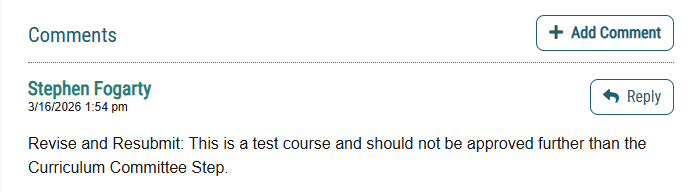 Comments
Add Comment
Stephen Fogarty
3/16/2026 1:54 pm
Reply
Revise and Resubmit: This is a test course and should not be approved further than the
Curriculum Committee Step.